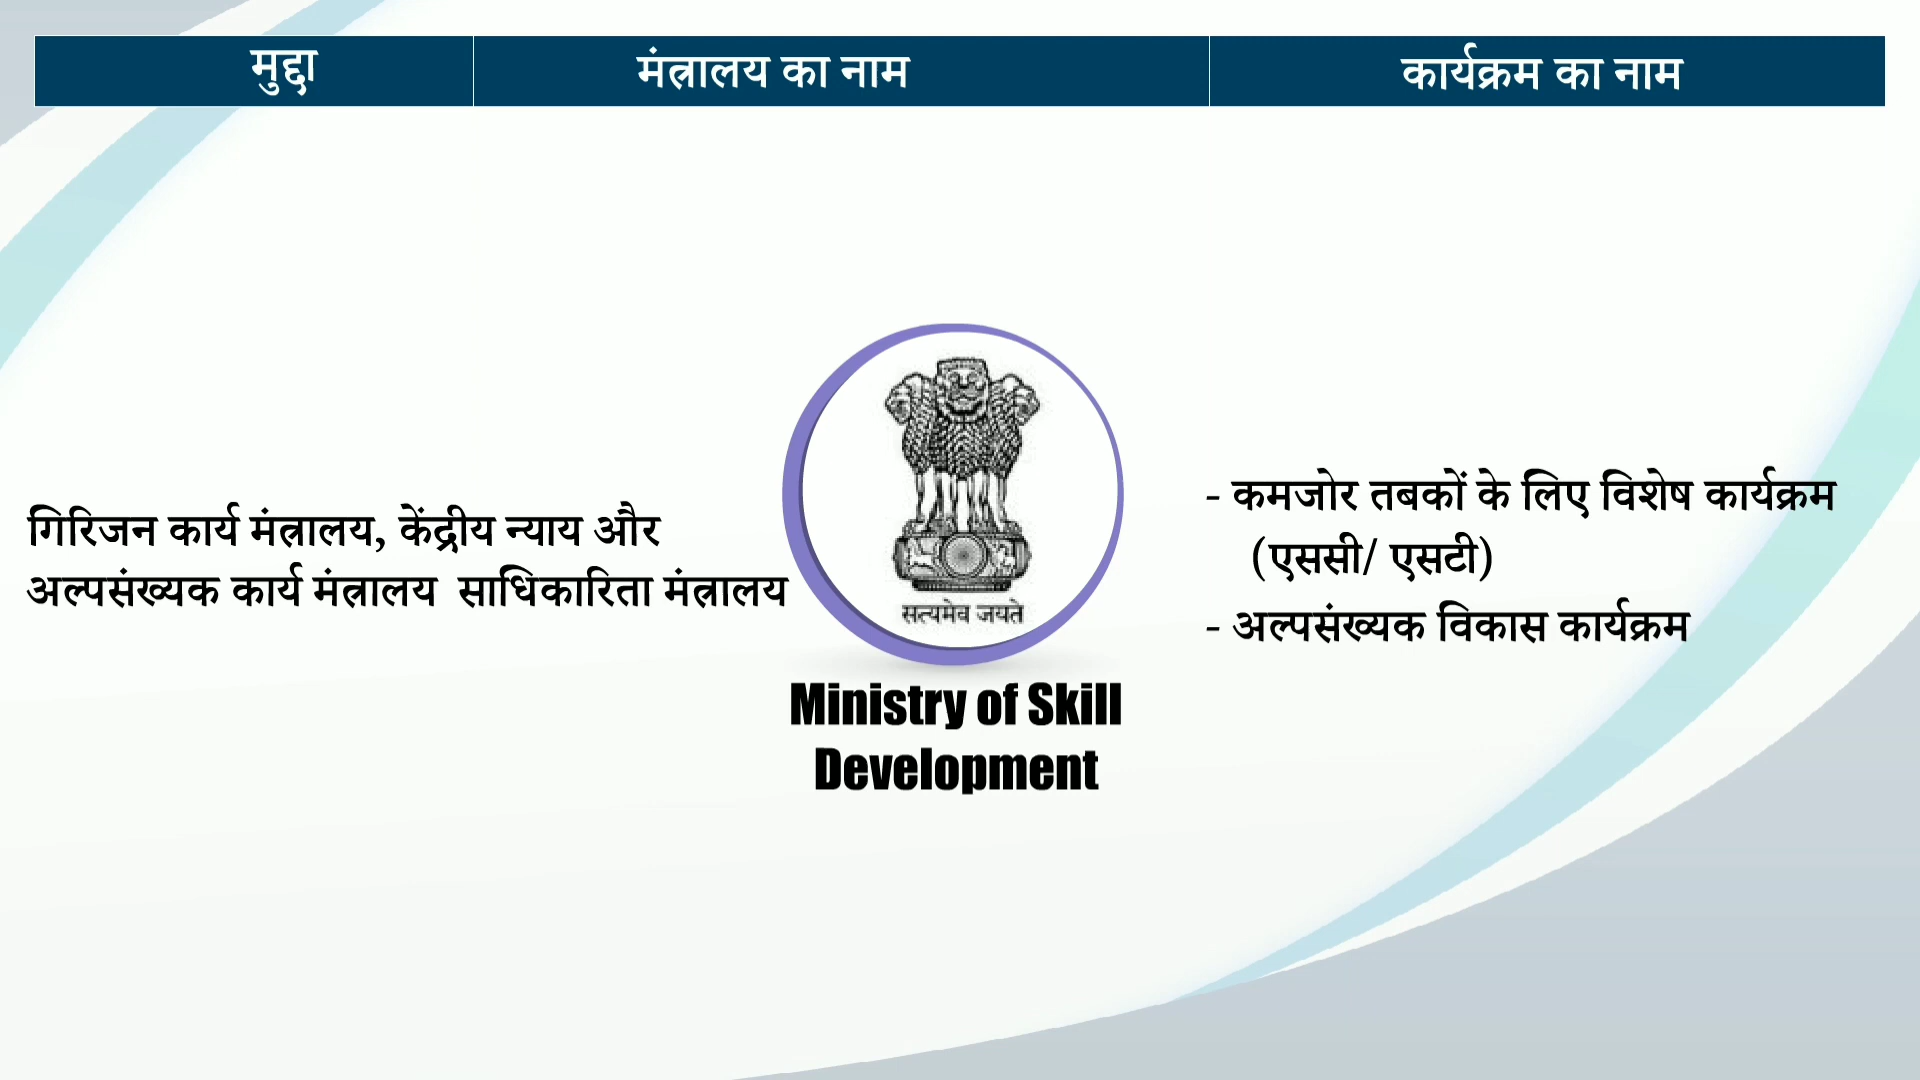 मुद्दा
मंत्रालय का नाम
कार्यक्रम का नाम
गिरिजन कार्य मंत्रालय, केंद्रीय न्याय और
अल्पसंख्यक कार्य मंत्रालय साधिकारिता मंत्रालय
सत्यमेव जयते
Ministry of Skill
Development
- कमजोर तबकों के लिए विशेष कार्यक्रम
(एससी/ एसटी)
- अल्पसंख्यक विकास कार्यक्रम